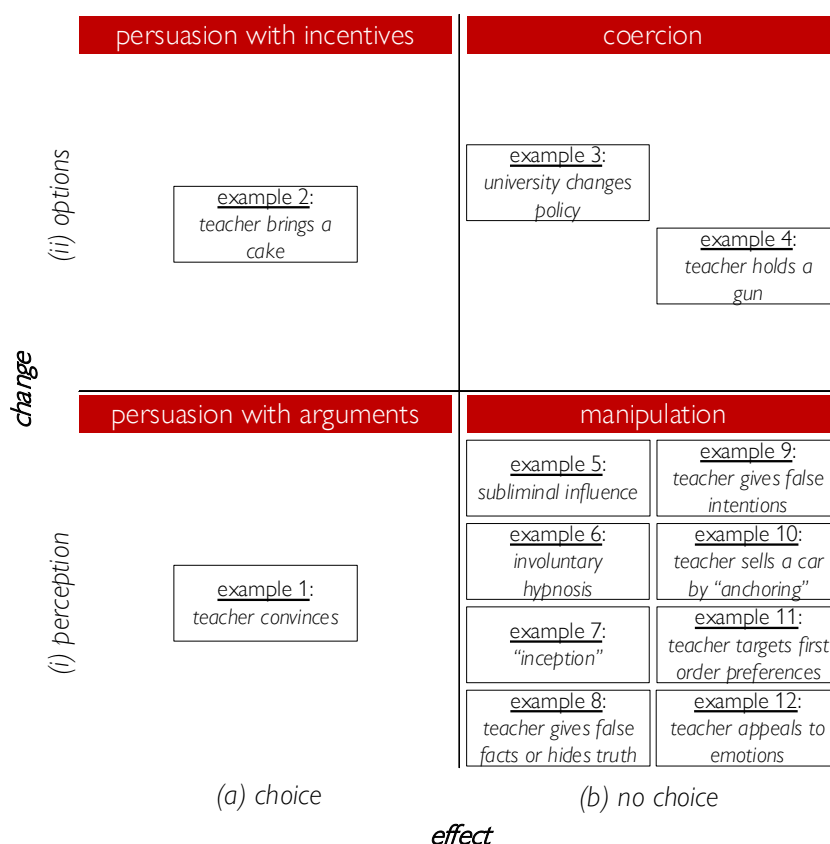 persuasion with incentives
coercion
(ii) options
example 2:
teacher brings a
cake
example 3:
university changes
policy
example 4:
teacher holds a
gun
change
persuasion with arguments
manipulation
(i) perception
example 1:
teacher convinces
example 5:
subliminal influence
example 9:
teacher gives false
intentions
example 6:
involuntary
hypnosis
example 10:
teacher sells a car
by “anchoring”
example 7:
“inception”
example 11:
teacher targets first
order preferences
example 8:
teacher gives false
facts or hides truth
example 12:
teacher appeals to
emotions
(a) choice
(b) no choice
effect